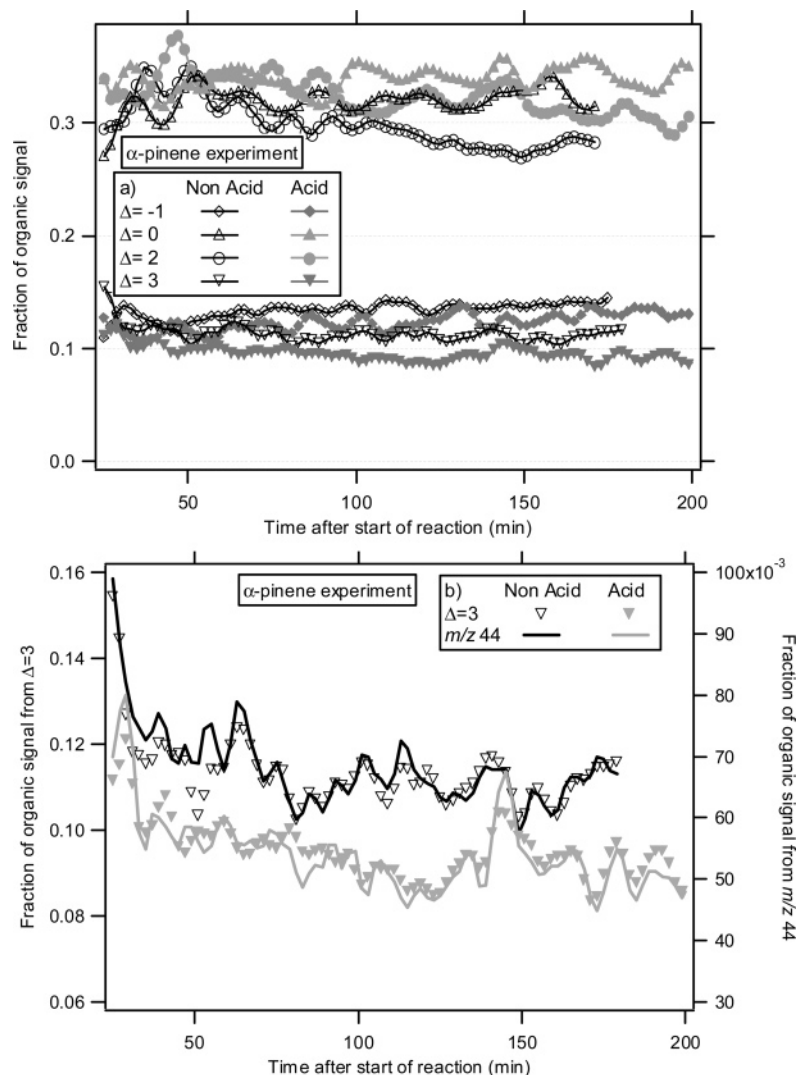 Fraction of organic signal
0.3
0.2
0.1
0.0
α-pinene experiment
a) Non Acid Acid
Δ= -1
Δ= 0
Δ= 2
Δ= 3
50 100 150 200
Time after start of reaction (min)
Fraction of organic signal from Δ=3
0.16
0.14
0.12
0.10
0.08
0.06
α-pinene experiment
b) Non Acid Acid
Δ=3
m/z 44
100x10⁻³
90
80
70
60
50
40
30
Fraction of organic signal from m/z 44
50 100 150 200
Time after start of reaction (min)